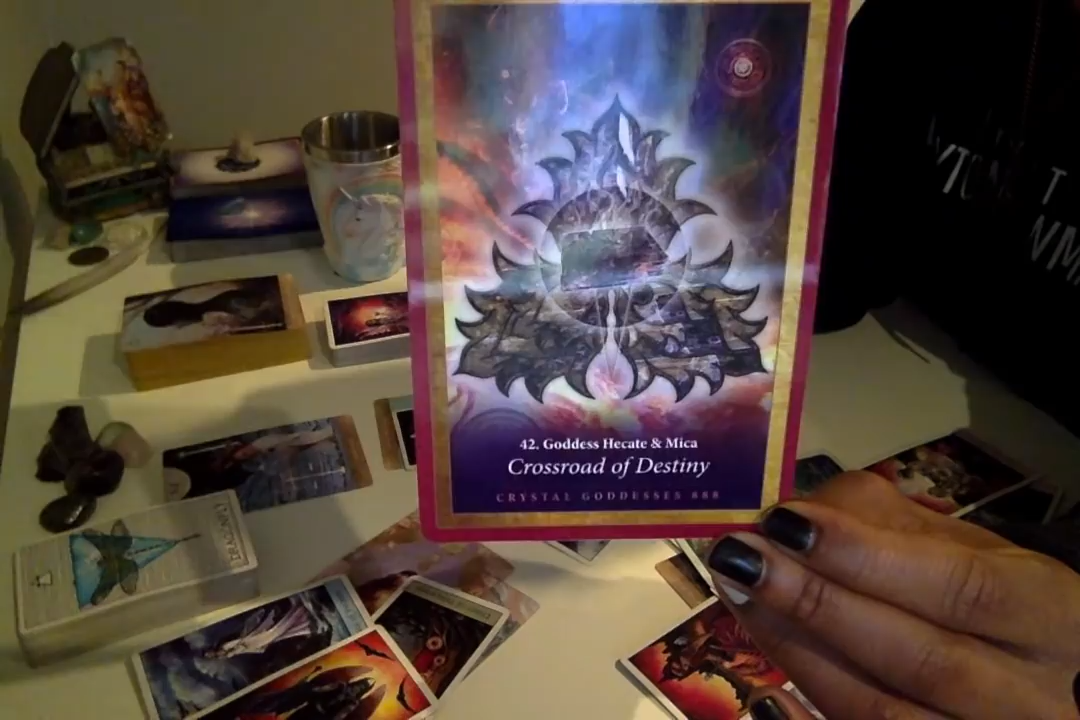 42. Goddess Hecate & Mica
Crossroad of Destiny
CRYSTAL GODDESSES 888